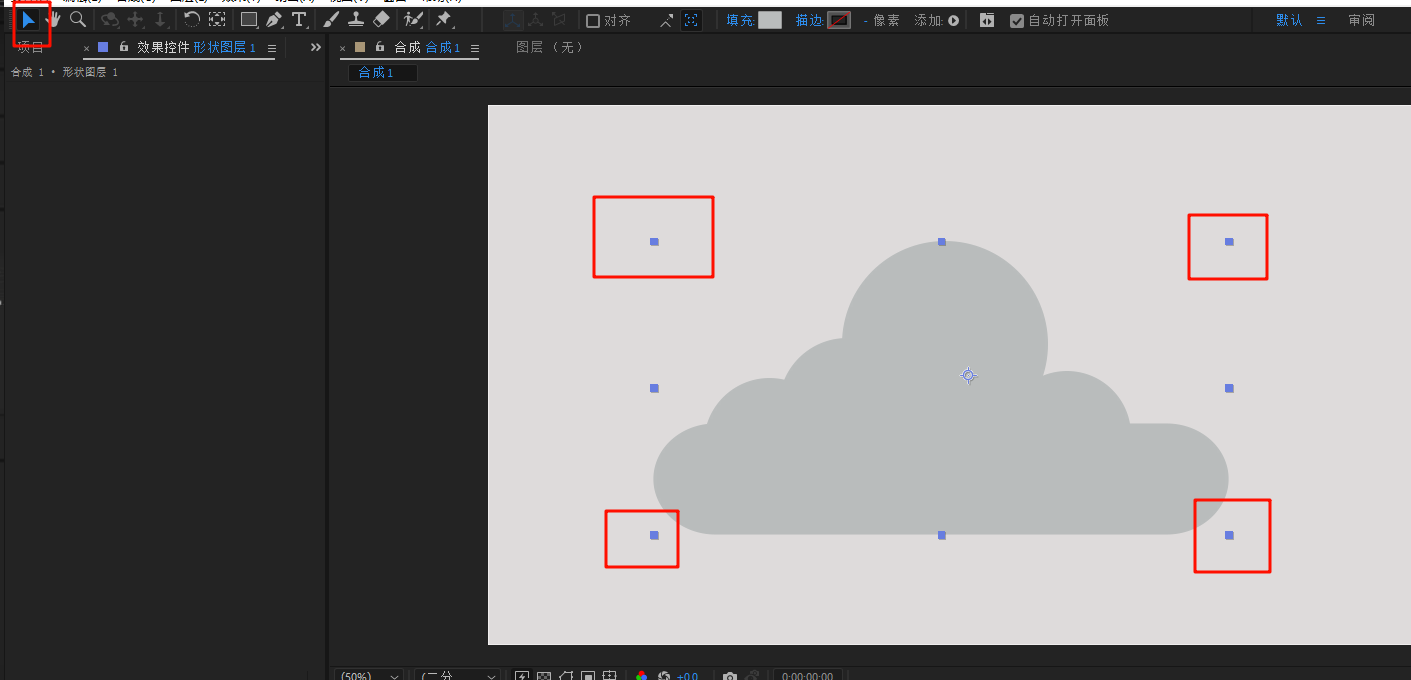 对齐 填充: 描边: - 像素 添加: 自动打开面板 默认 审阅
项目 × 效果控件 形状图层 1 × 合成 合成 1 图层 （无）
合成 1 • 形状图层 1
合成 1
(50%) (二分 +0.0 0:00:00:00